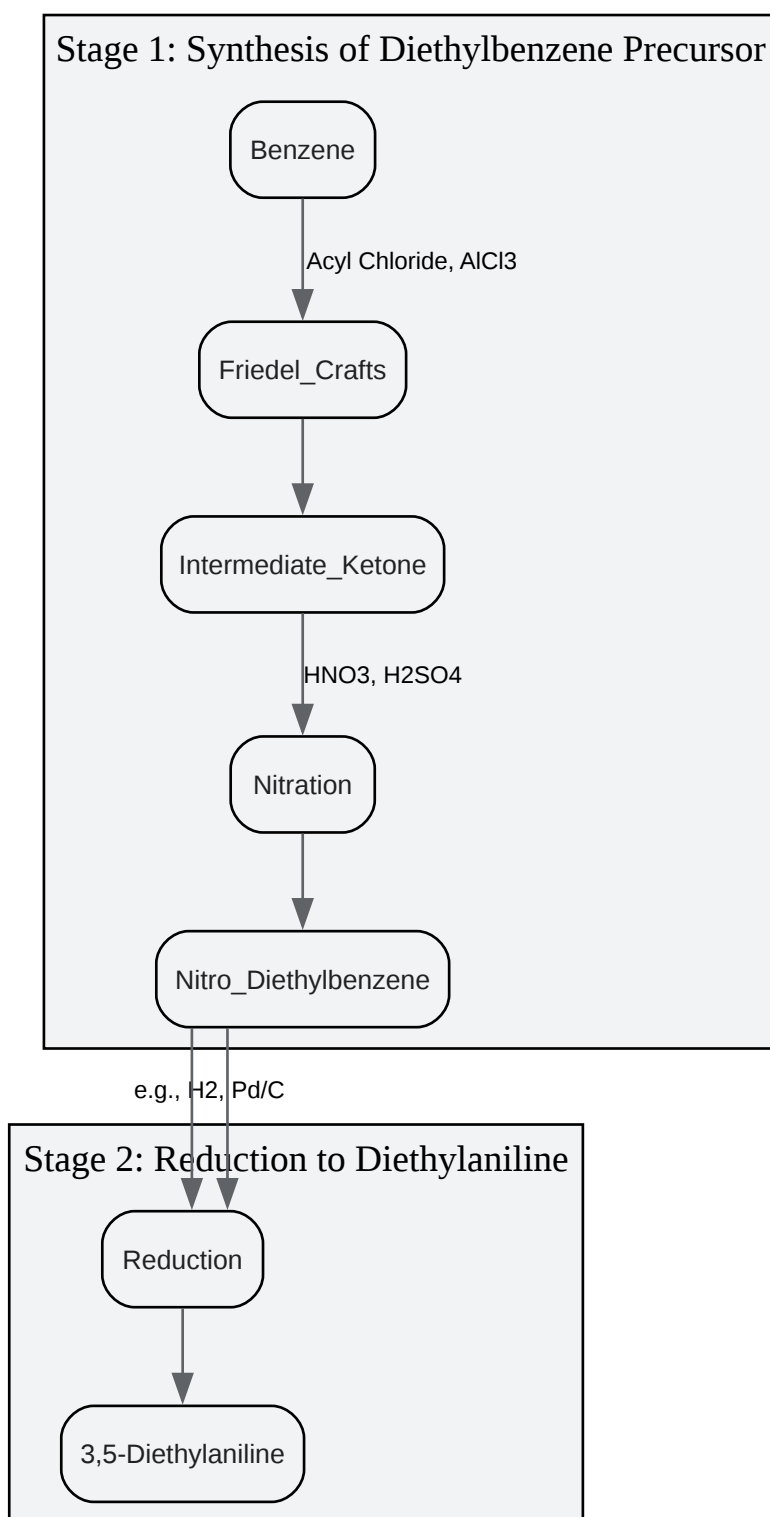 Stage 1: Synthesis of Diethylbenzene Precursor
Benzene
Acyl Chloride, AlCl3
Friedel_Crafts
Intermediate_Ketone
HNO3, H2SO4
Nitration
Nitro_Diethylbenzene
e.g., H2, Pd/C
Stage 2: Reduction to Diethylaniline
Reduction
3,5-Diethylaniline